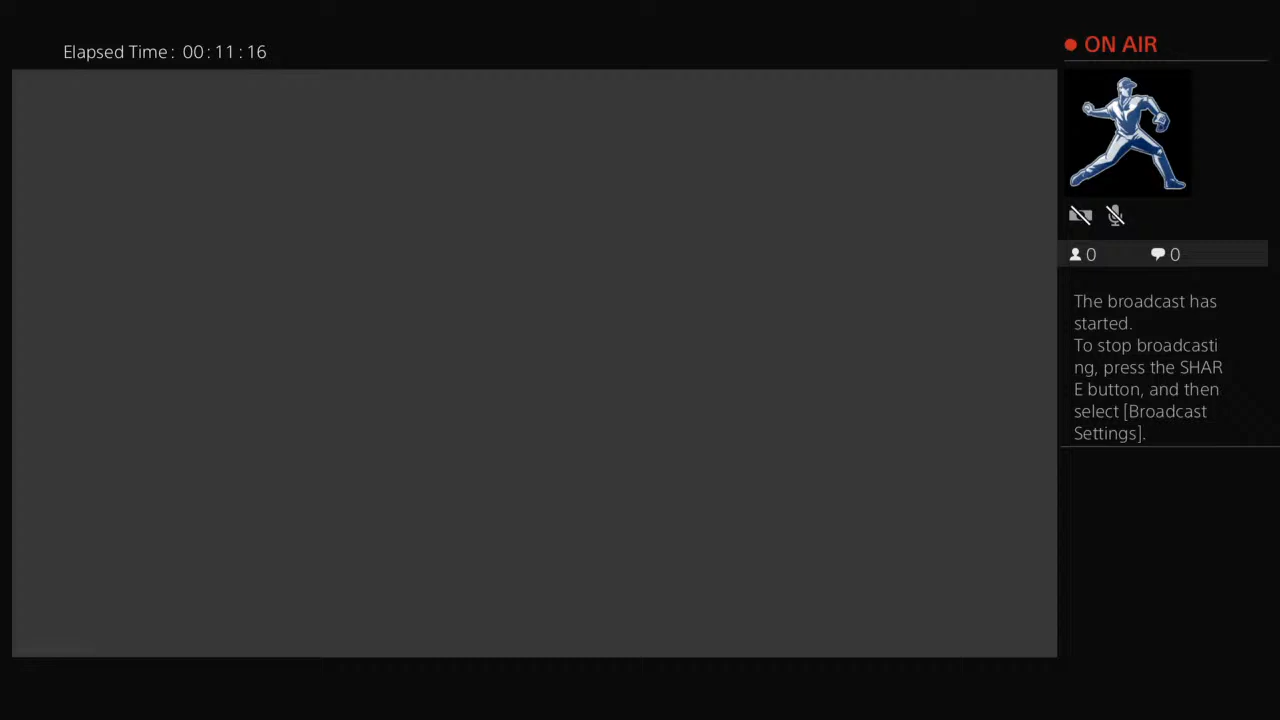 Elapsed Time: 00:11:16
ON AIR
0 0
The broadcast has
started.
To stop broadcasti
ng, press the SHAR
E button, and then
select [Broadcast
Settings].